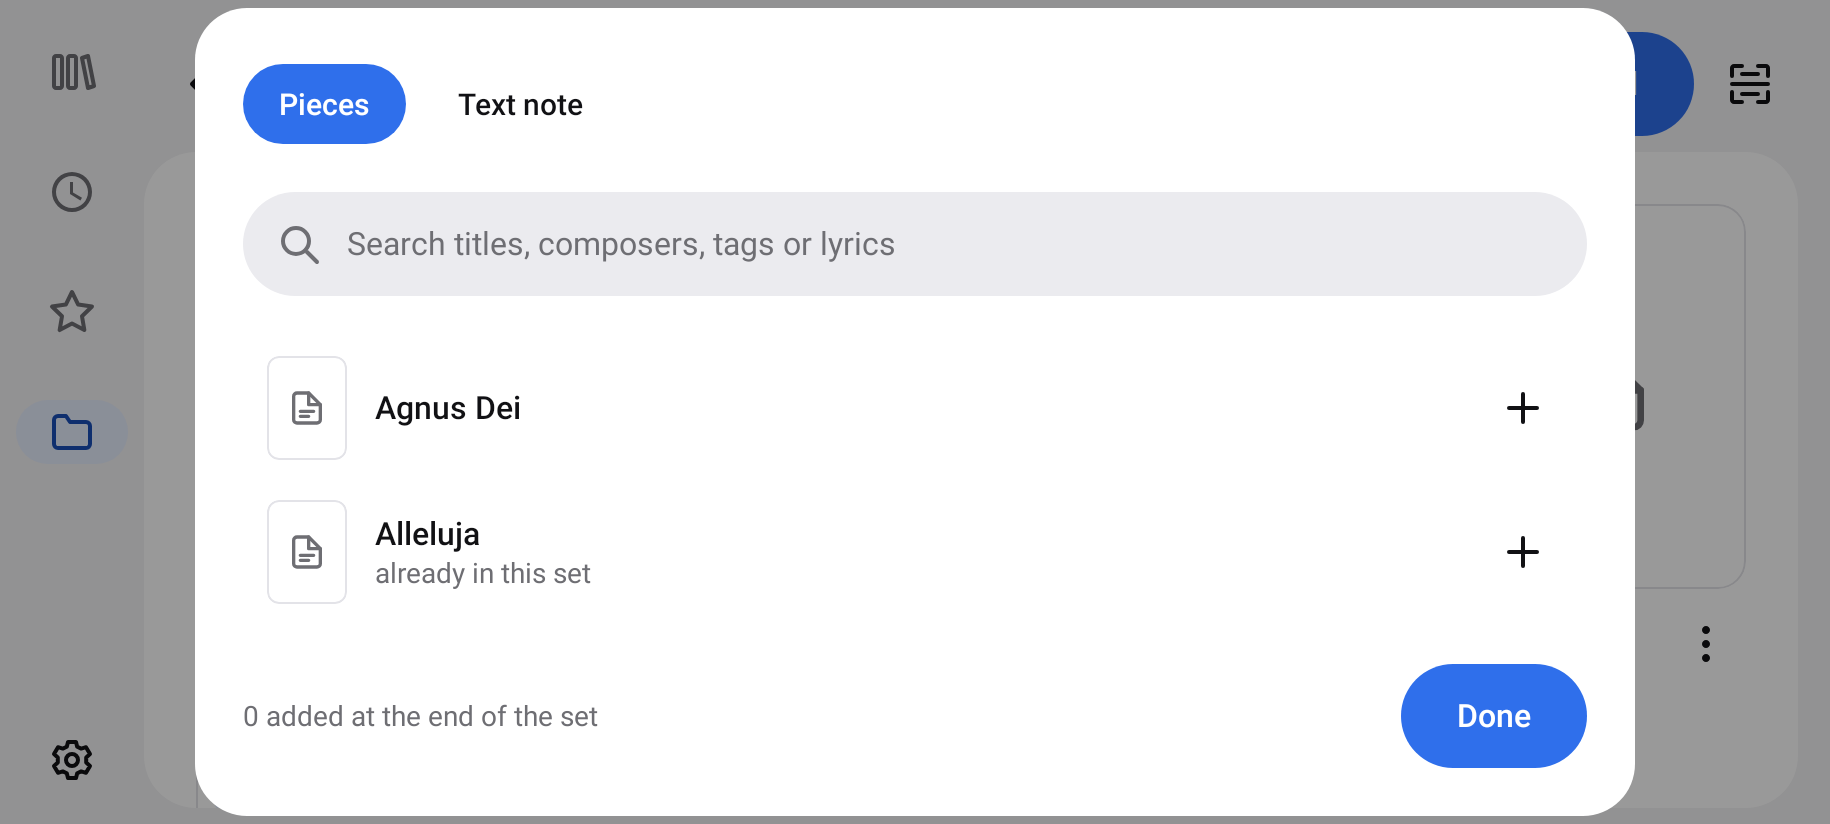 Pieces
Text note
Search titles, composers, tags or lyrics
Agnus Dei
Alleluja
already in this set
0 added at the end of the set
Done